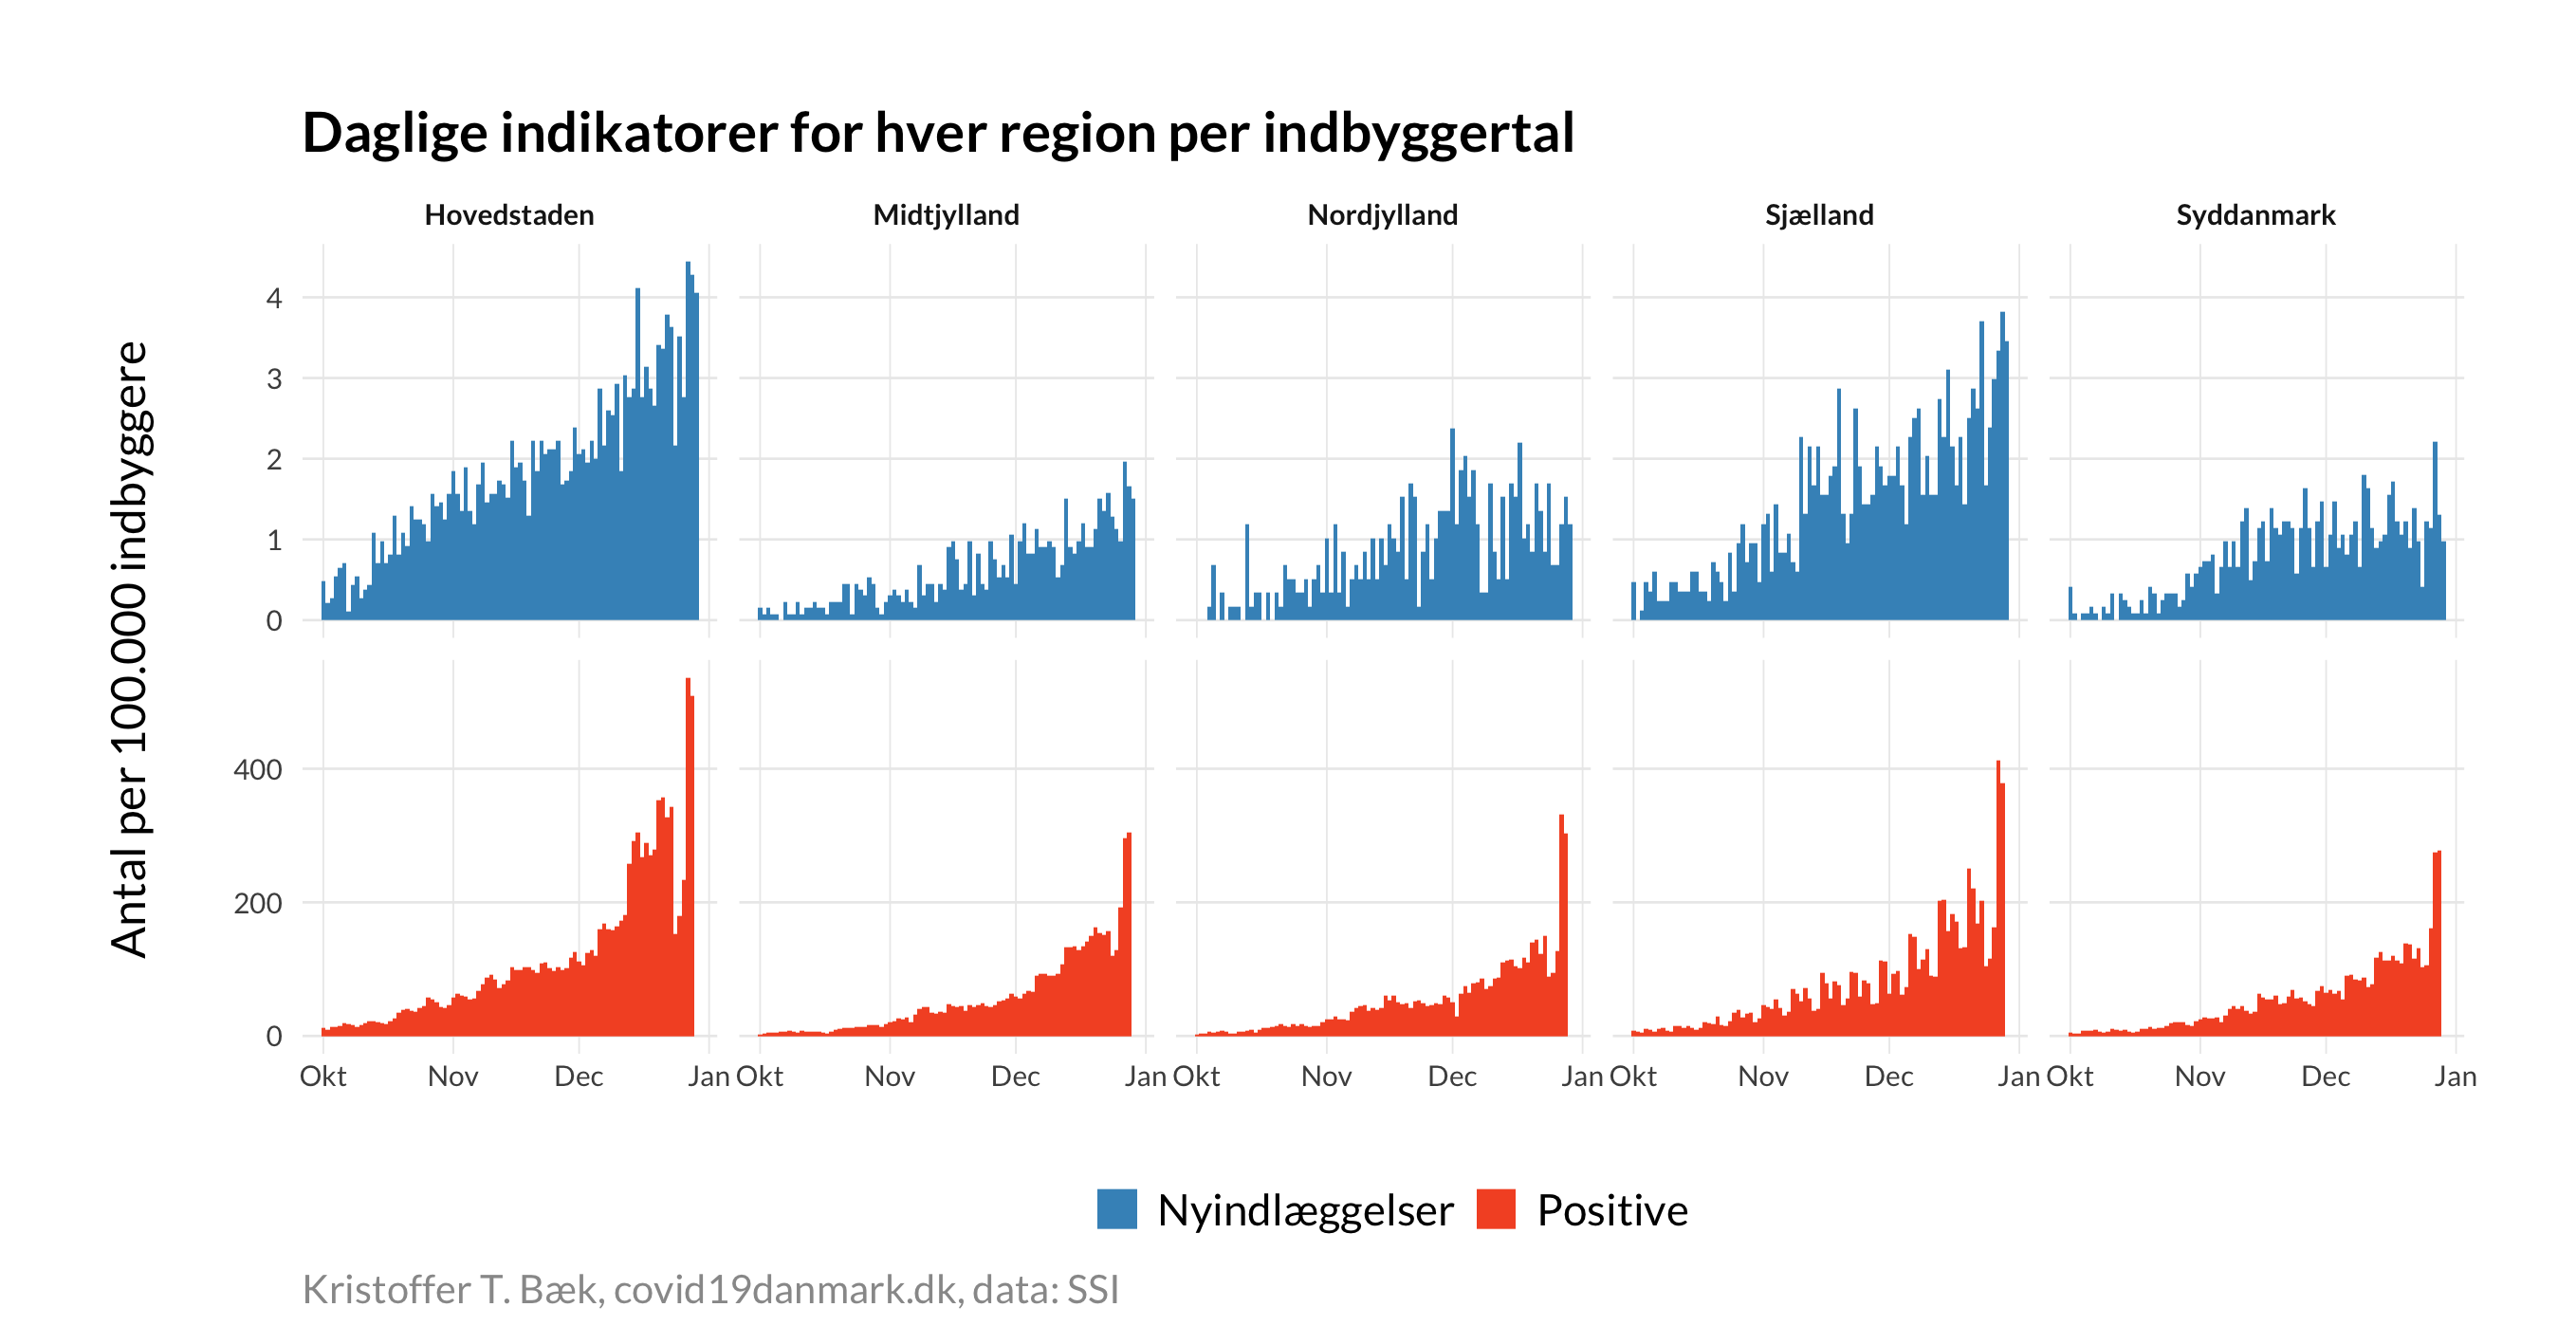 Daglige indikatorer for hver region per indbyggertal
Hovedstaden Midtjylland Nordjylland Sjælland Syddanmark
Antal per 100.000 indbyggere
4
3
2
1
0
400
200
0
Okt Nov Dec Jan Okt Nov Dec Jan Okt Nov Dec Jan Okt Nov Dec Jan Okt Nov Dec Jan
Nyindlæggelser Positive
Kristoffer T. Bæk, covid19danmark.dk, data: SSI